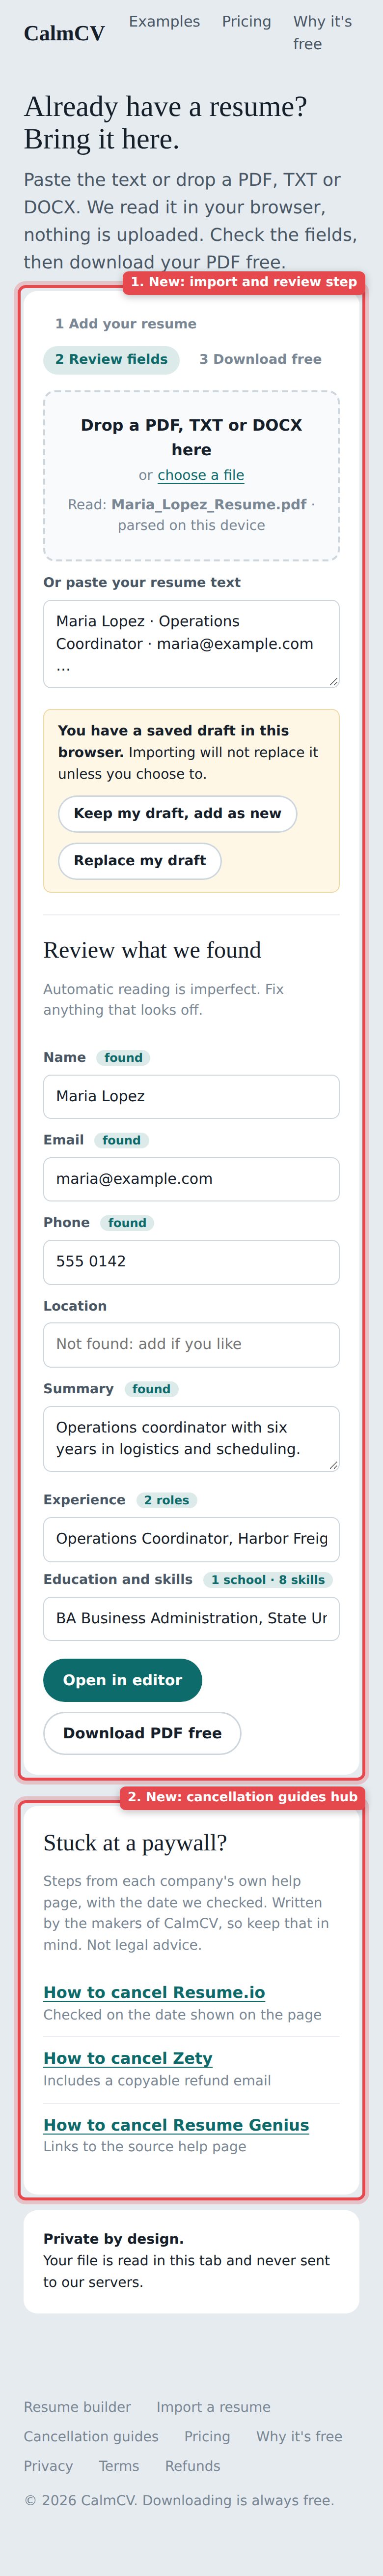 CalmCV
Examples Pricing Why it's
free
Already have a resume?
Bring it here.
Paste the text or drop a PDF, TXT or
DOCX. We read it in your browser,
nothing is uploaded. Check the fields,
then download your PDF free.
1. New: import and review step
1 Add your resume
2 Review fields 3 Download free
Drop a PDF, TXT or DOCX
here
or choose a file
Read: Maria_Lopez_Resume.pdf ·
parsed on this device
Or paste your resume text
Maria Lopez · Operations
Coordinator · maria@example.com
...
You have a saved draft in this
browser. Importing will not replace it
unless you choose to.
Keep my draft, add as new
Replace my draft
Review what we found
Automatic reading is imperfect. Fix
anything that looks off.
Name found
Maria Lopez
Email found
maria@example.com
Phone found
555 0142
Location
Not found: add if you like
Summary found
Operations coordinator with six
years in logistics and scheduling.
Experience 2 roles
Operations Coordinator, Harbor Freig
Education and skills 1 school · 8 skills
BA Business Administration, State Ur
Open in editor
Download PDF free
2. New: cancellation guides hub
Stuck at a paywall?
Steps from each company's own help
page, with the date we checked. Written
by the makers of CalmCV, so keep that in
mind. Not legal advice.
How to cancel Resume.io
Checked on the date shown on the page
How to cancel Zety
Includes a copyable refund email
How to cancel Resume Genius
Links to the source help page
Private by design.
Your file is read in this tab and never sent
to our servers.
Resume builder Import a resume
Cancellation guides Pricing Why it's free
Privacy Terms Refunds
© 2026 CalmCV. Downloading is always free.